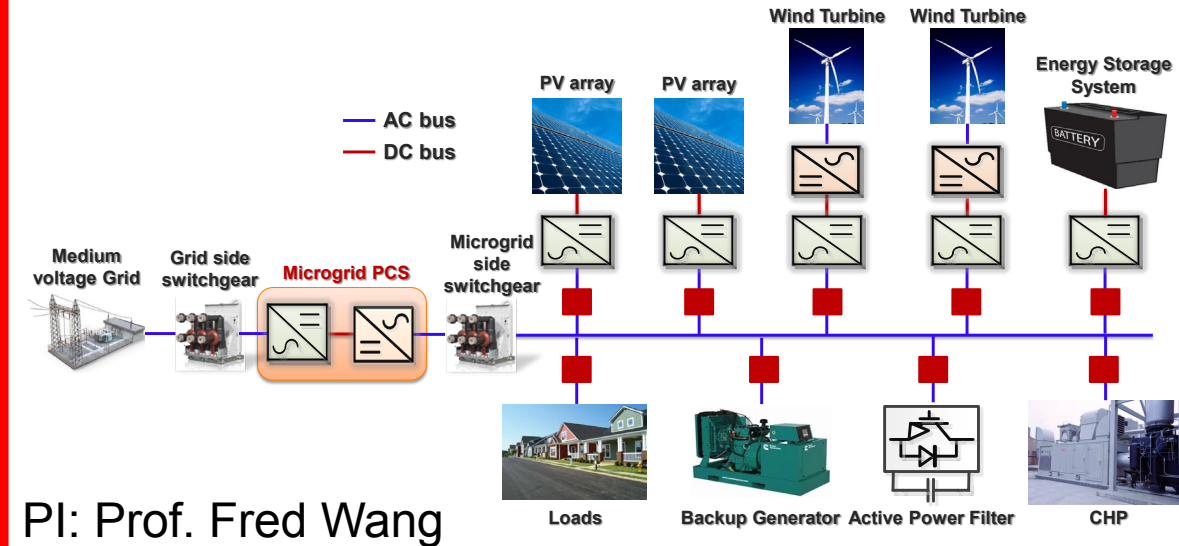 Wind Turbine
Wind Turbine
Energy Storage
System
PV array
PV array
AC bus
DC bus
BATTERY
Medium
voltage Grid
Grid side
switchgear
Microgrid PCS
Microgrid
side
switchgear
Loads
Backup Generator
Active Power Filter
CHP
PI: Prof. Fred Wang